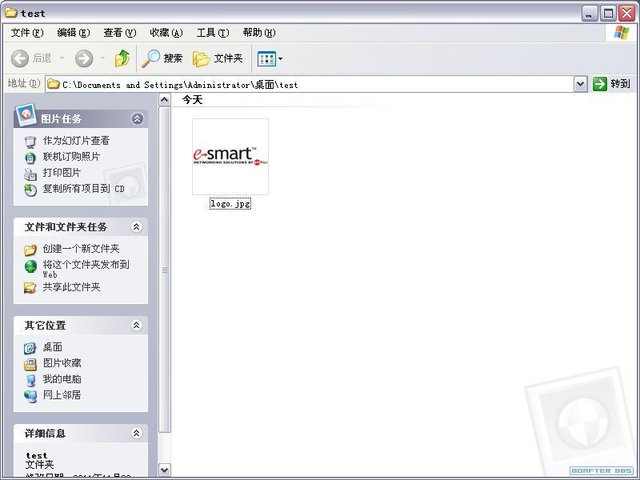 test
文件(F) 编辑(E) 查看(V) 收藏(A) 工具(T) 帮助(H)
后退 搜索 文件夹
地址(D) C:\Documents and Settings\Administrator\桌面\test 转到
图片任务
作为幻灯片查看
联机订购照片
打印图片
复制所有项目到 CD
文件和文件夹任务
创建一个新文件夹
将这个文件夹发布到
Web
共享此文件夹
其它位置
桌面
图片收藏
我的电脑
网上邻居
详细信息
test
文件夹
今天
e-smart™
NETWORKING SOLUTIONS BY
logo.jpg